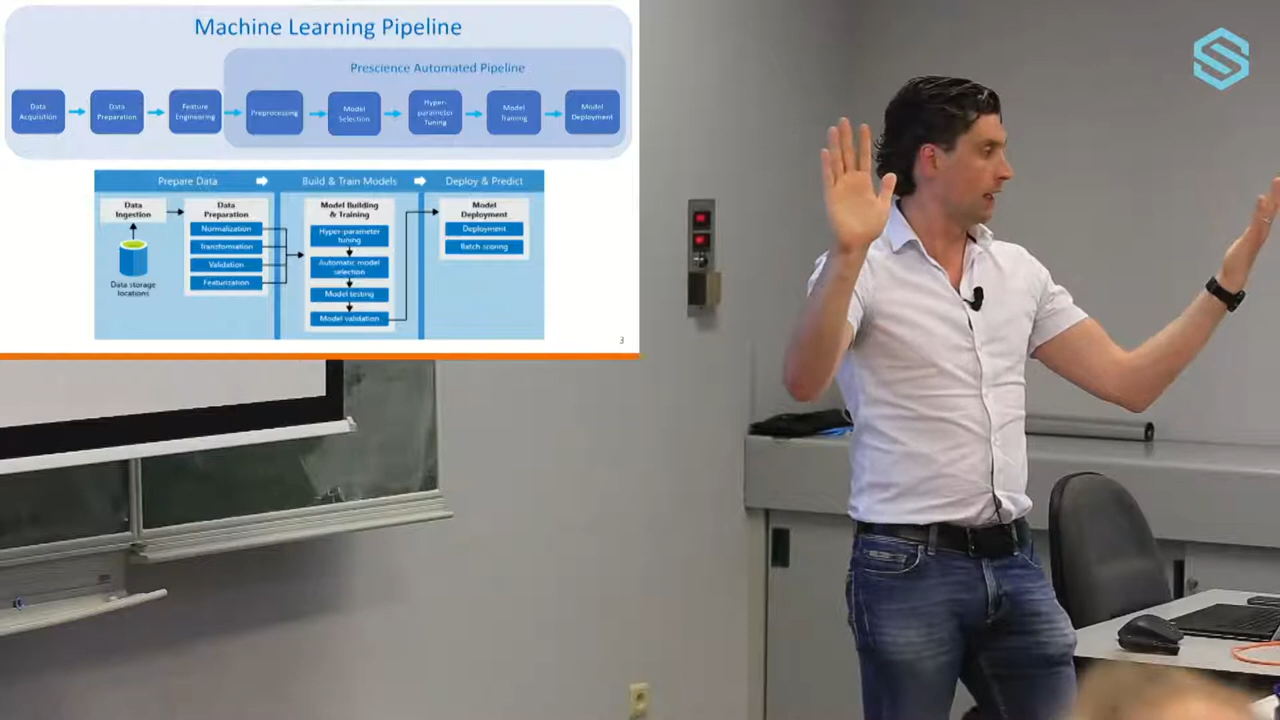 Machine Learning Pipeline
Prescience Automated Pipeline
Data
Acquisition
Data
Preparation
Feature
Engineering
Preprocessing
Model
Selection
Hyper-
parameter
Tuning
Model
Training
Model
Deployment
Prepare Data
Build & Train Models
Deploy & Predict
Data
Ingestion
Data storage
locations
Data
Preparation
Normalization
Transformation
Validation
Featurization
Model Building
& Training
Hyper-parameter
tuning
Automatic model
selection
Model testing
Model validation
Model
Deployment
Deployment
Batch scoring
3